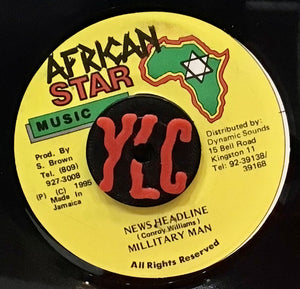 AFRICAN
STAR
MUSIC
Prod. By
S. Brown
Tel. (809)
927-3008
(P) (C) 1995
Made In
Jamaica
YLC
Distributed by:
Dynamic Sounds
15 Bell Road
Kingston 11
Tel: 92-39138/
39168
NEWS HEADLINE
(Conroy Williams)
MILLITARY MAN
All Rights Reserved